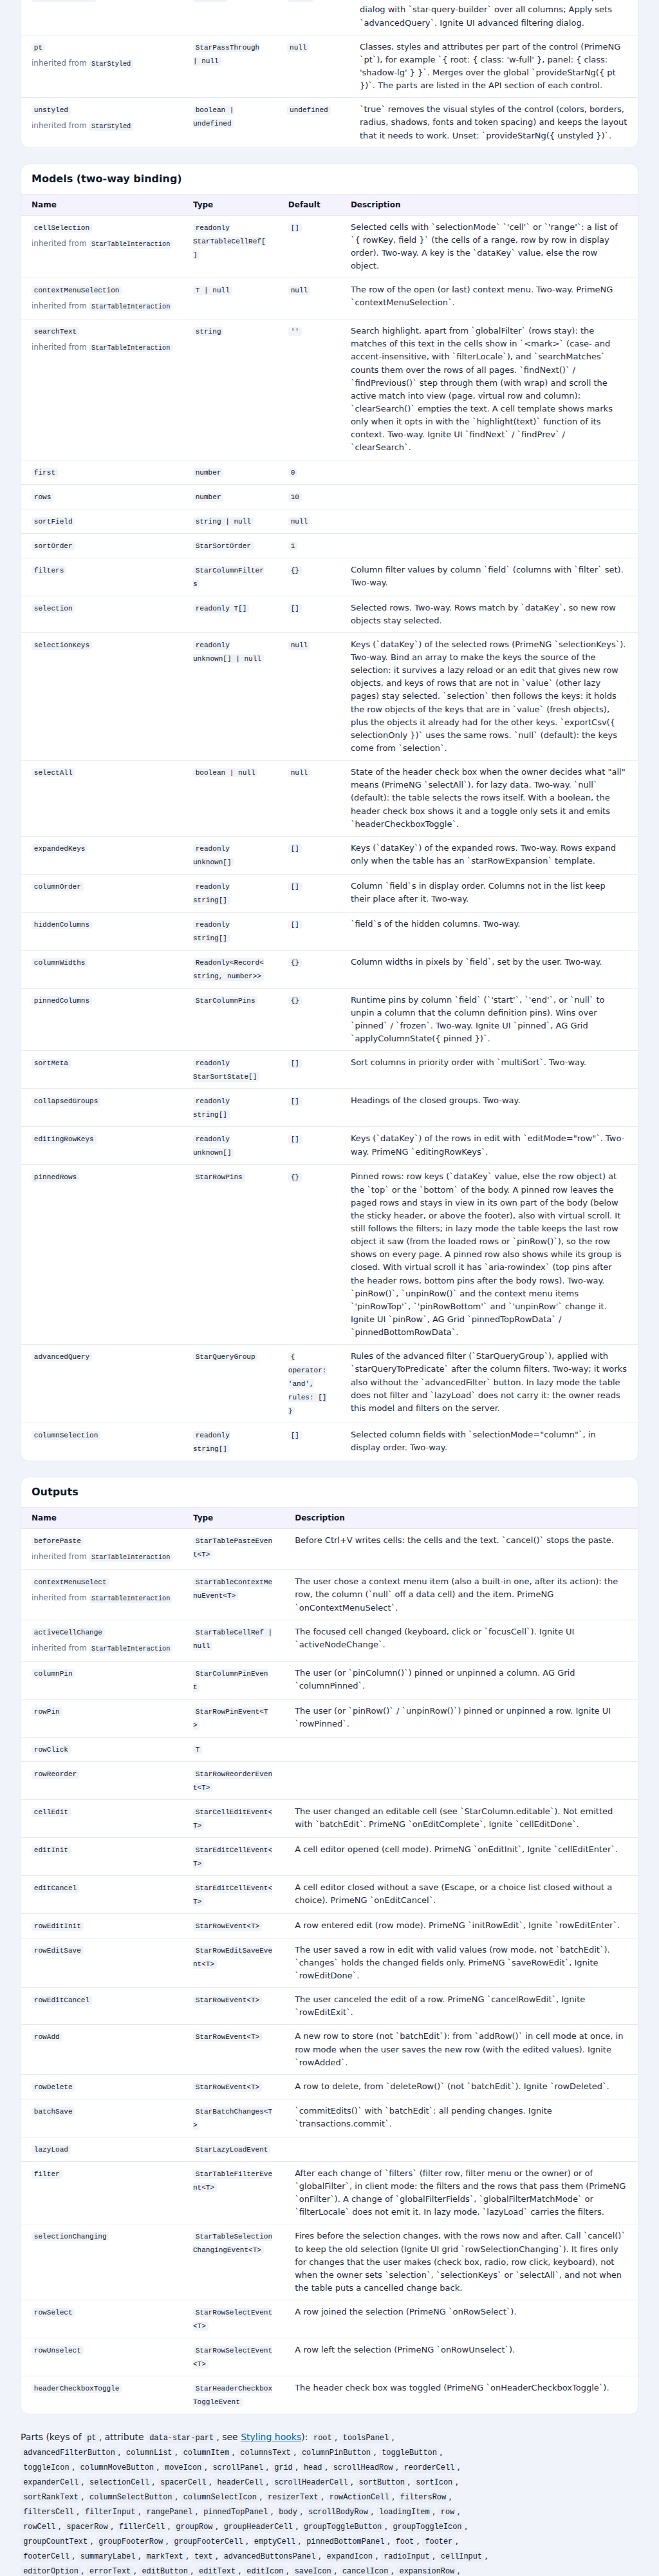 dialog with `star-query-builder` over all columns; Apply sets
`advancedQuery`. Ignite UI advanced filtering dialog.
pt
inherited from StarStyled
StarPassThrough
| null
null
Classes, styles and attributes per part of the control (PrimeNG
`pt`), for example `{ root: { class: 'w-full' }, panel: { class:
'shadow-lg' } }`. Merges over the global `provideStarNg({ pt
})`. The parts are listed in the API section of each control.
unstyled
inherited from StarStyled
boolean |
undefined
undefined
`true` removes the visual styles of the control (colors, borders,
radius, shadows, fonts and token spacing) and keeps the layout
that it needs to work. Unset: `provideStarNg({ unstyled })`.
Models (two-way binding)
Name Type Default Description
cellSelection
inherited from StarTableInteraction
readonly
StarTableCellRef[
]
[]
Selected cells with `selectionMode` `'cell'` or `'range'`: a list of
`{ rowKey, field }` (the cells of a range, row by row in display
order). Two-way. A key is the `dataKey` value, else the row
object.
contextMenuSelection
inherited from StarTableInteraction
T | null
null
The row of the open (or last) context menu. Two-way. PrimeNG
`contextMenuSelection`.
searchText
inherited from StarTableInteraction
string
''
Search highlight, apart from `globalFilter` (rows stay): the
matches of this text in the cells show in `<mark>` (case- and
accent-insensitive, with `filterLocale`), and `searchMatches`
counts them over the rows of all pages. `findNext()` /
`findPrevious()` step through them (with wrap) and scroll the
active match into view (page, virtual row and column);
`clearSearch()` empties the text. A cell template shows marks
only when it opts in with the `highlight(text)` function of its
context. Two-way. Ignite UI `findNext` / `findPrev` /
`clearSearch`.
first number 0
rows number 10
sortField string | null null
sortOrder StarSortOrder 1
filters
StarColumnFilter
s
{}
Column filter values by column `field` (columns with `filter` set).
Two-way.
selection
readonly T[]
[]
Selected rows. Two-way. Rows match by `dataKey`, so new row
objects stay selected.
selectionKeys
readonly
unknown[] | null
null
Keys (`dataKey`) of the selected rows (PrimeNG `selectionKeys`).
Two-way. Bind an array to make the keys the source of the
selection: it survives a lazy reload or an edit that gives new row
objects, and keys of rows that are not in `value` (other lazy
pages) stay selected. `selection` then follows the keys: it holds
the row objects of the keys that are in `value` (fresh objects),
plus the objects it already had for the other keys. `exportCsv({
selectionOnly })` uses the same rows. `null` (default): the keys
come from `selection`.
selectAll
boolean | null
null
State of the header check box when the owner decides what "all"
means (PrimeNG `selectAll`), for lazy data. Two-way. `null`
(default): the table selects the rows itself. With a boolean, the
header check box shows it and a toggle only sets it and emits
`headerCheckboxToggle`.
expandedKeys
readonly
unknown[]
[]
Keys (`dataKey`) of the expanded rows. Two-way. Rows expand
only when the table has an `starRowExpansion` template.
columnOrder
readonly
string[]
[]
Column `field`s in display order. Columns not in the list keep
their place after it. Two-way.
hiddenColumns
readonly
string[]
[]
`field`s of the hidden columns. Two-way.
columnWidths
Readonly<Record<
string, number>>
{}
Column widths in pixels by `field`, set by the user. Two-way.
pinnedColumns
StarColumnPins
{}
Runtime pins by column `field` (`'start'`, `'end'`, or `null` to
unpin a column that the column definition pins). Wins over
`pinned` / `frozen`. Two-way. Ignite UI `pinned`, AG Grid
`applyColumnState({ pinned })`.
sortMeta
readonly
StarSortState[]
[]
Sort columns in priority order with `multiSort`. Two-way.
collapsedGroups
readonly
string[]
[]
Headings of the closed groups. Two-way.
editingRowKeys
readonly
unknown[]
[]
Keys (`dataKey`) of the rows in edit with `editMode="row"`. Two-
way. PrimeNG `editingRowKeys`.
pinnedRows
StarRowPins
{}
Pinned rows: row keys (`dataKey` value, else the row object) at
the `top` or the `bottom` of the body. A pinned row leaves the
paged rows and stays in view in its own part of the body (below
the sticky header, or above the footer), also with virtual scroll. It
still follows the filters; in lazy mode the table keeps the last row
object it saw (from the loaded rows or `pinRow()`), so the row
shows on every page. A pinned row also shows while its group is
closed. With virtual scroll it has `aria-rowindex` (top pins after
the header rows, bottom pins after the body rows). Two-way.
`pinRow()`, `unpinRow()` and the context menu items
`'pinRowTop'`, `'pinRowBottom'` and `'unpinRow'` change it.
Ignite UI `pinRow`, AG Grid `pinnedTopRowData` /
`pinnedBottomRowData`.
advancedQuery
StarQueryGroup
{
operator:
'and',
rules: []
}
Rules of the advanced filter (`StarQueryGroup`), applied with
`starQueryToPredicate` after the column filters. Two-way; it works
also without the `advancedFilter` button. In lazy mode the table
does not filter and `lazyLoad` does not carry it: the owner reads
this model and filters on the server.
columnSelection
readonly
string[]
[]
Selected column fields with `selectionMode="column"`, in
display order. Two-way.
Outputs
Name Type Description
beforePaste
inherited from StarTableInteraction
StarTablePasteEven
t<T>
Before Ctrl+V writes cells: the cells and the text. `cancel()` stops the paste.
contextMenuSelect
inherited from StarTableInteraction
StarTableContextMe
nuEvent<T>
The user chose a context menu item (also a built-in one, after its action): the
row, the column (`null` off a data cell) and the item. PrimeNG
`onContextMenuSelect`.
activeCellChange
inherited from StarTableInteraction
StarTableCellRef |
null
The focused cell changed (keyboard, click or `focusCell`). Ignite UI
`activeNodeChange`.
columnPin
StarColumnPinEven
t
The user (or `pinColumn()`) pinned or unpinned a column. AG Grid
`columnPinned`.
rowPin
StarRowPinEvent<T
>
The user (or `pinRow()` / `unpinRow()`) pinned or unpinned a row. Ignite UI
`rowPinned`.
rowClick T
rowReorder
StarRowReorderEven
t<T>
cellEdit
StarCellEditEvent<
T>
The user changed an editable cell (see `StarColumn.editable`). Not emitted
with `batchEdit`. PrimeNG `onEditComplete`, Ignite `cellEditDone`.
editInit
StarEditCellEvent<
T>
A cell editor opened (cell mode). PrimeNG `onEditInit`, Ignite `cellEditEnter`.
editCancel
StarEditCellEvent<
T>
A cell editor closed without a save (Escape, or a choice list closed without a
choice). PrimeNG `onEditCancel`.
rowEditInit StarRowEvent<T> A row entered edit (row mode). PrimeNG `initRowEdit`, Ignite `rowEditEnter`.
rowEditSave
StarRowEditSaveEve
nt<T>
The user saved a row in edit with valid values (row mode, not `batchEdit`).
`changes` holds the changed fields only. PrimeNG `saveRowEdit`, Ignite
`rowEditDone`.
rowEditCancel
StarRowEvent<T>
The user canceled the edit of a row. PrimeNG `cancelRowEdit`, Ignite
`rowEditExit`.
rowAdd
StarRowEvent<T>
A new row to store (not `batchEdit`): from `addRow()` in cell mode at once, in
row mode when the user saves the new row (with the edited values). Ignite
`rowAdded`.
rowDelete StarRowEvent<T> A row to delete, from `deleteRow()` (not `batchEdit`). Ignite `rowDeleted`.
batchSave
StarBatchChanges<T
>
`commitEdits()` with `batchEdit`: all pending changes. Ignite
`transactions.commit`.
lazyLoad StarLazyLoadEvent
filter
StarTableFilterEve
nt<T>
After each change of `filters` (filter row, filter menu or the owner) or of
`globalFilter`, in client mode: the filters and the rows that pass them (PrimeNG
`onFilter`). A change of `globalFilterFields`, `globalFilterMatchMode` or
`filterLocale` does not emit it. In lazy mode, `lazyLoad` carries the filters.
selectionChanging
StarTableSelection
ChangingEvent<T>
Fires before the selection changes, with the rows now and after. Call `cancel()`
to keep the old selection (Ignite UI grid `rowSelectionChanging`). It fires only
for changes that the user makes (check box, radio, row click, keyboard), not
when the owner sets `selection`, `selectionKeys` or `selectAll`, and not when
the table puts a cancelled change back.
rowSelect
StarRowSelectEvent
<T>
A row joined the selection (PrimeNG `onRowSelect`).
rowUnselect
StarRowSelectEvent
<T>
A row left the selection (PrimeNG `onRowUnselect`).
headerCheckboxToggle
StarHeaderCheckbox
ToggleEvent
The header check box was toggled (PrimeNG `onHeaderCheckboxToggle`).
Parts (keys of pt , attribute data-star-part , see Styling hooks): root , toolsPanel ,
advancedFilterButton , columnList , columnItem , columnsText , columnPinButton , toggleButton ,
toggleIcon , columnMoveButton , moveIcon , scrollPanel , grid , head , scrollHeadRow , reorderCell ,
expanderCell , selectionCell , spacerCell , headerCell , scrollHeaderCell , sortButton , sortIcon ,
sortRankText , columnSelectButton , columnSelectIcon , resizerText , rowActionCell , filtersRow ,
filtersCell , filterInput , rangePanel , pinnedTopPanel , body , scrollBodyRow , loadingItem , row ,
rowCell , spacerRow , fillerCell , groupRow , groupHeaderCell , groupToggleButton , groupToggleIcon ,
groupCountText , groupFooterRow , groupFooterCell , emptyCell , pinnedBottomPanel , foot , footer ,
footerCell , summaryLabel , markText , text , advancedButtonsPanel , expandIcon , radioInput , cellInput ,
editorOption , errorText , editButton , editText , editIcon , saveIcon , cancelIcon , expansionRow ,